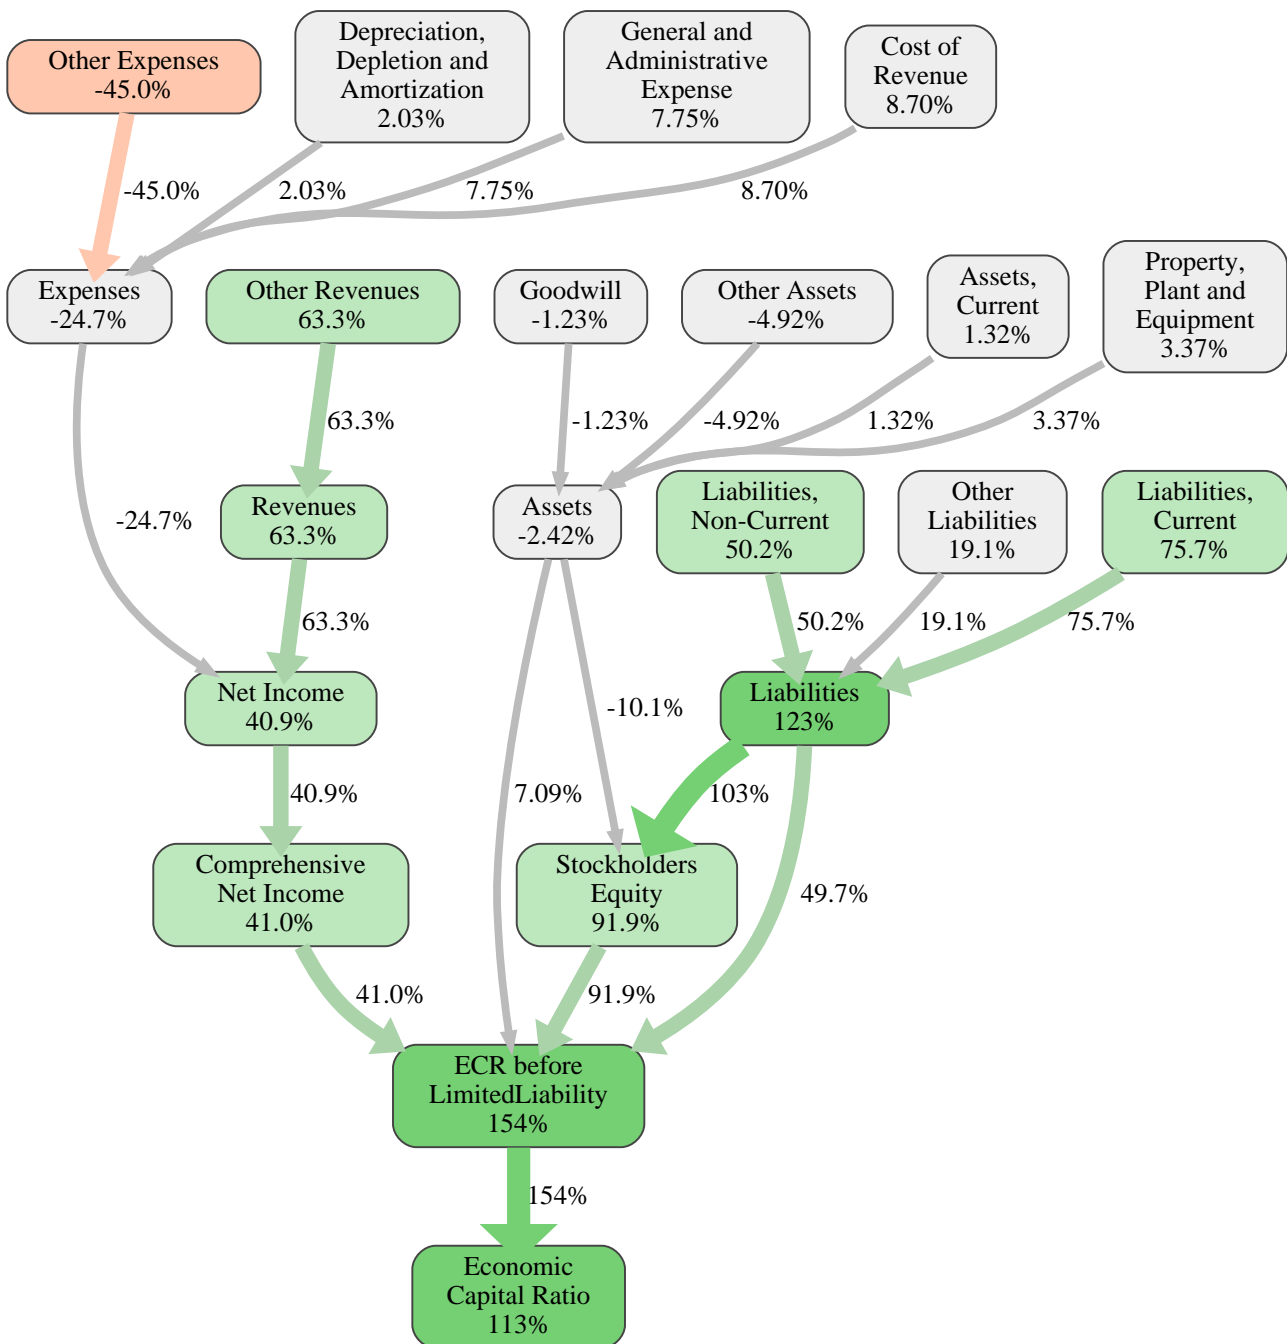 Other Expenses
-45.0%
Depreciation,
Depletion and
Amortization
2.03%
General and
Administrative
Expense
7.75%
Cost of
Revenue
8.70%
-45.0%
2.03%
7.75%
8.70%
Expenses
-24.7%
Other Revenues
63.3%
Goodwill
-1.23%
Other Assets
-4.92%
Assets,
Current
1.32%
Property,
Plant and
Equipment
3.37%
63.3%
-1.23%
-4.92%
1.32%
3.37%
-24.7%
Revenues
63.3%
Assets
-2.42%
Liabilities,
Non-Current
50.2%
Other
Liabilities
19.1%
Liabilities,
Current
75.7%
63.3%
50.2%
19.1%
75.7%
Net Income
40.9%
-10.1%
Liabilities
123%
40.9%
7.09%
103%
Comprehensive
Net Income
41.0%
Stockholders
Equity
91.9%
49.7%
41.0%
91.9%
ECR before
LimitedLiability
154%
154%
Economic
Capital Ratio
113%